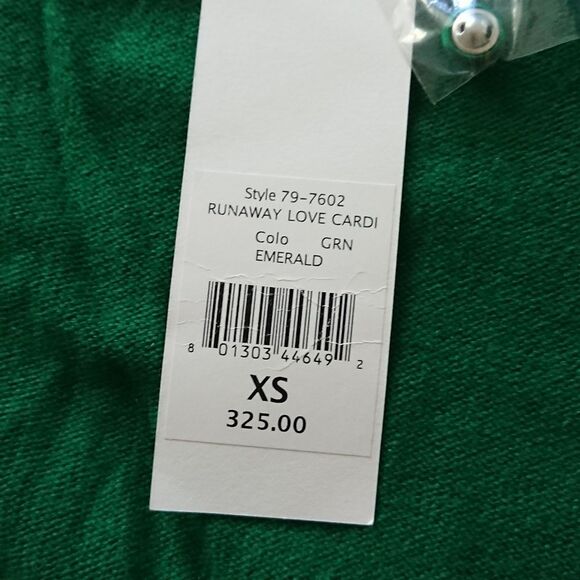 Style 79-7602
RUNAWAY LOVE CARDI
Colo GRN
EMERALD
8 01303 44649 2
XS
325.00